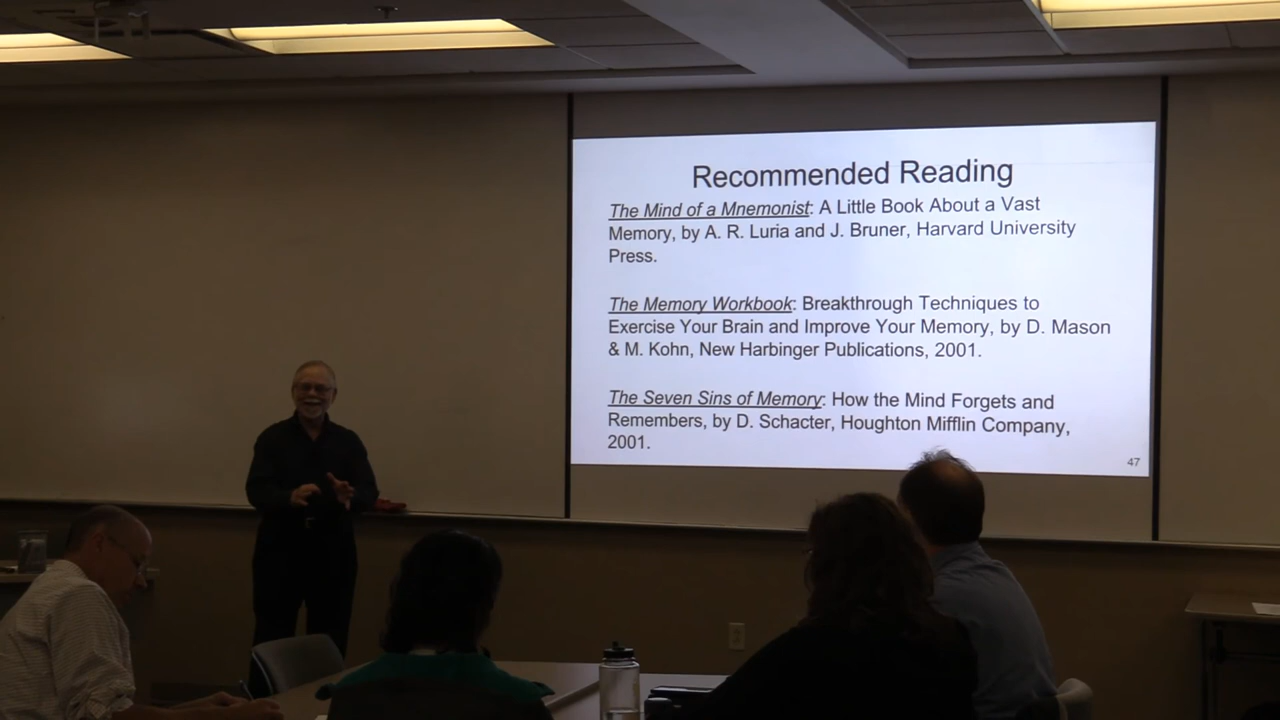 Recommended Reading
The Mind of a Mnemonist: A Little Book About a Vast
Memory, by A. R. Luria and J. Bruner, Harvard University
Press.
The Memory Workbook: Breakthrough Techniques to
Exercise Your Brain and Improve Your Memory, by D. Mason
& M. Kohn, New Harbinger Publications, 2001.
The Seven Sins of Memory: How the Mind Forgets and
Remembers, by D. Schacter, Houghton Mifflin Company,
2001.
47